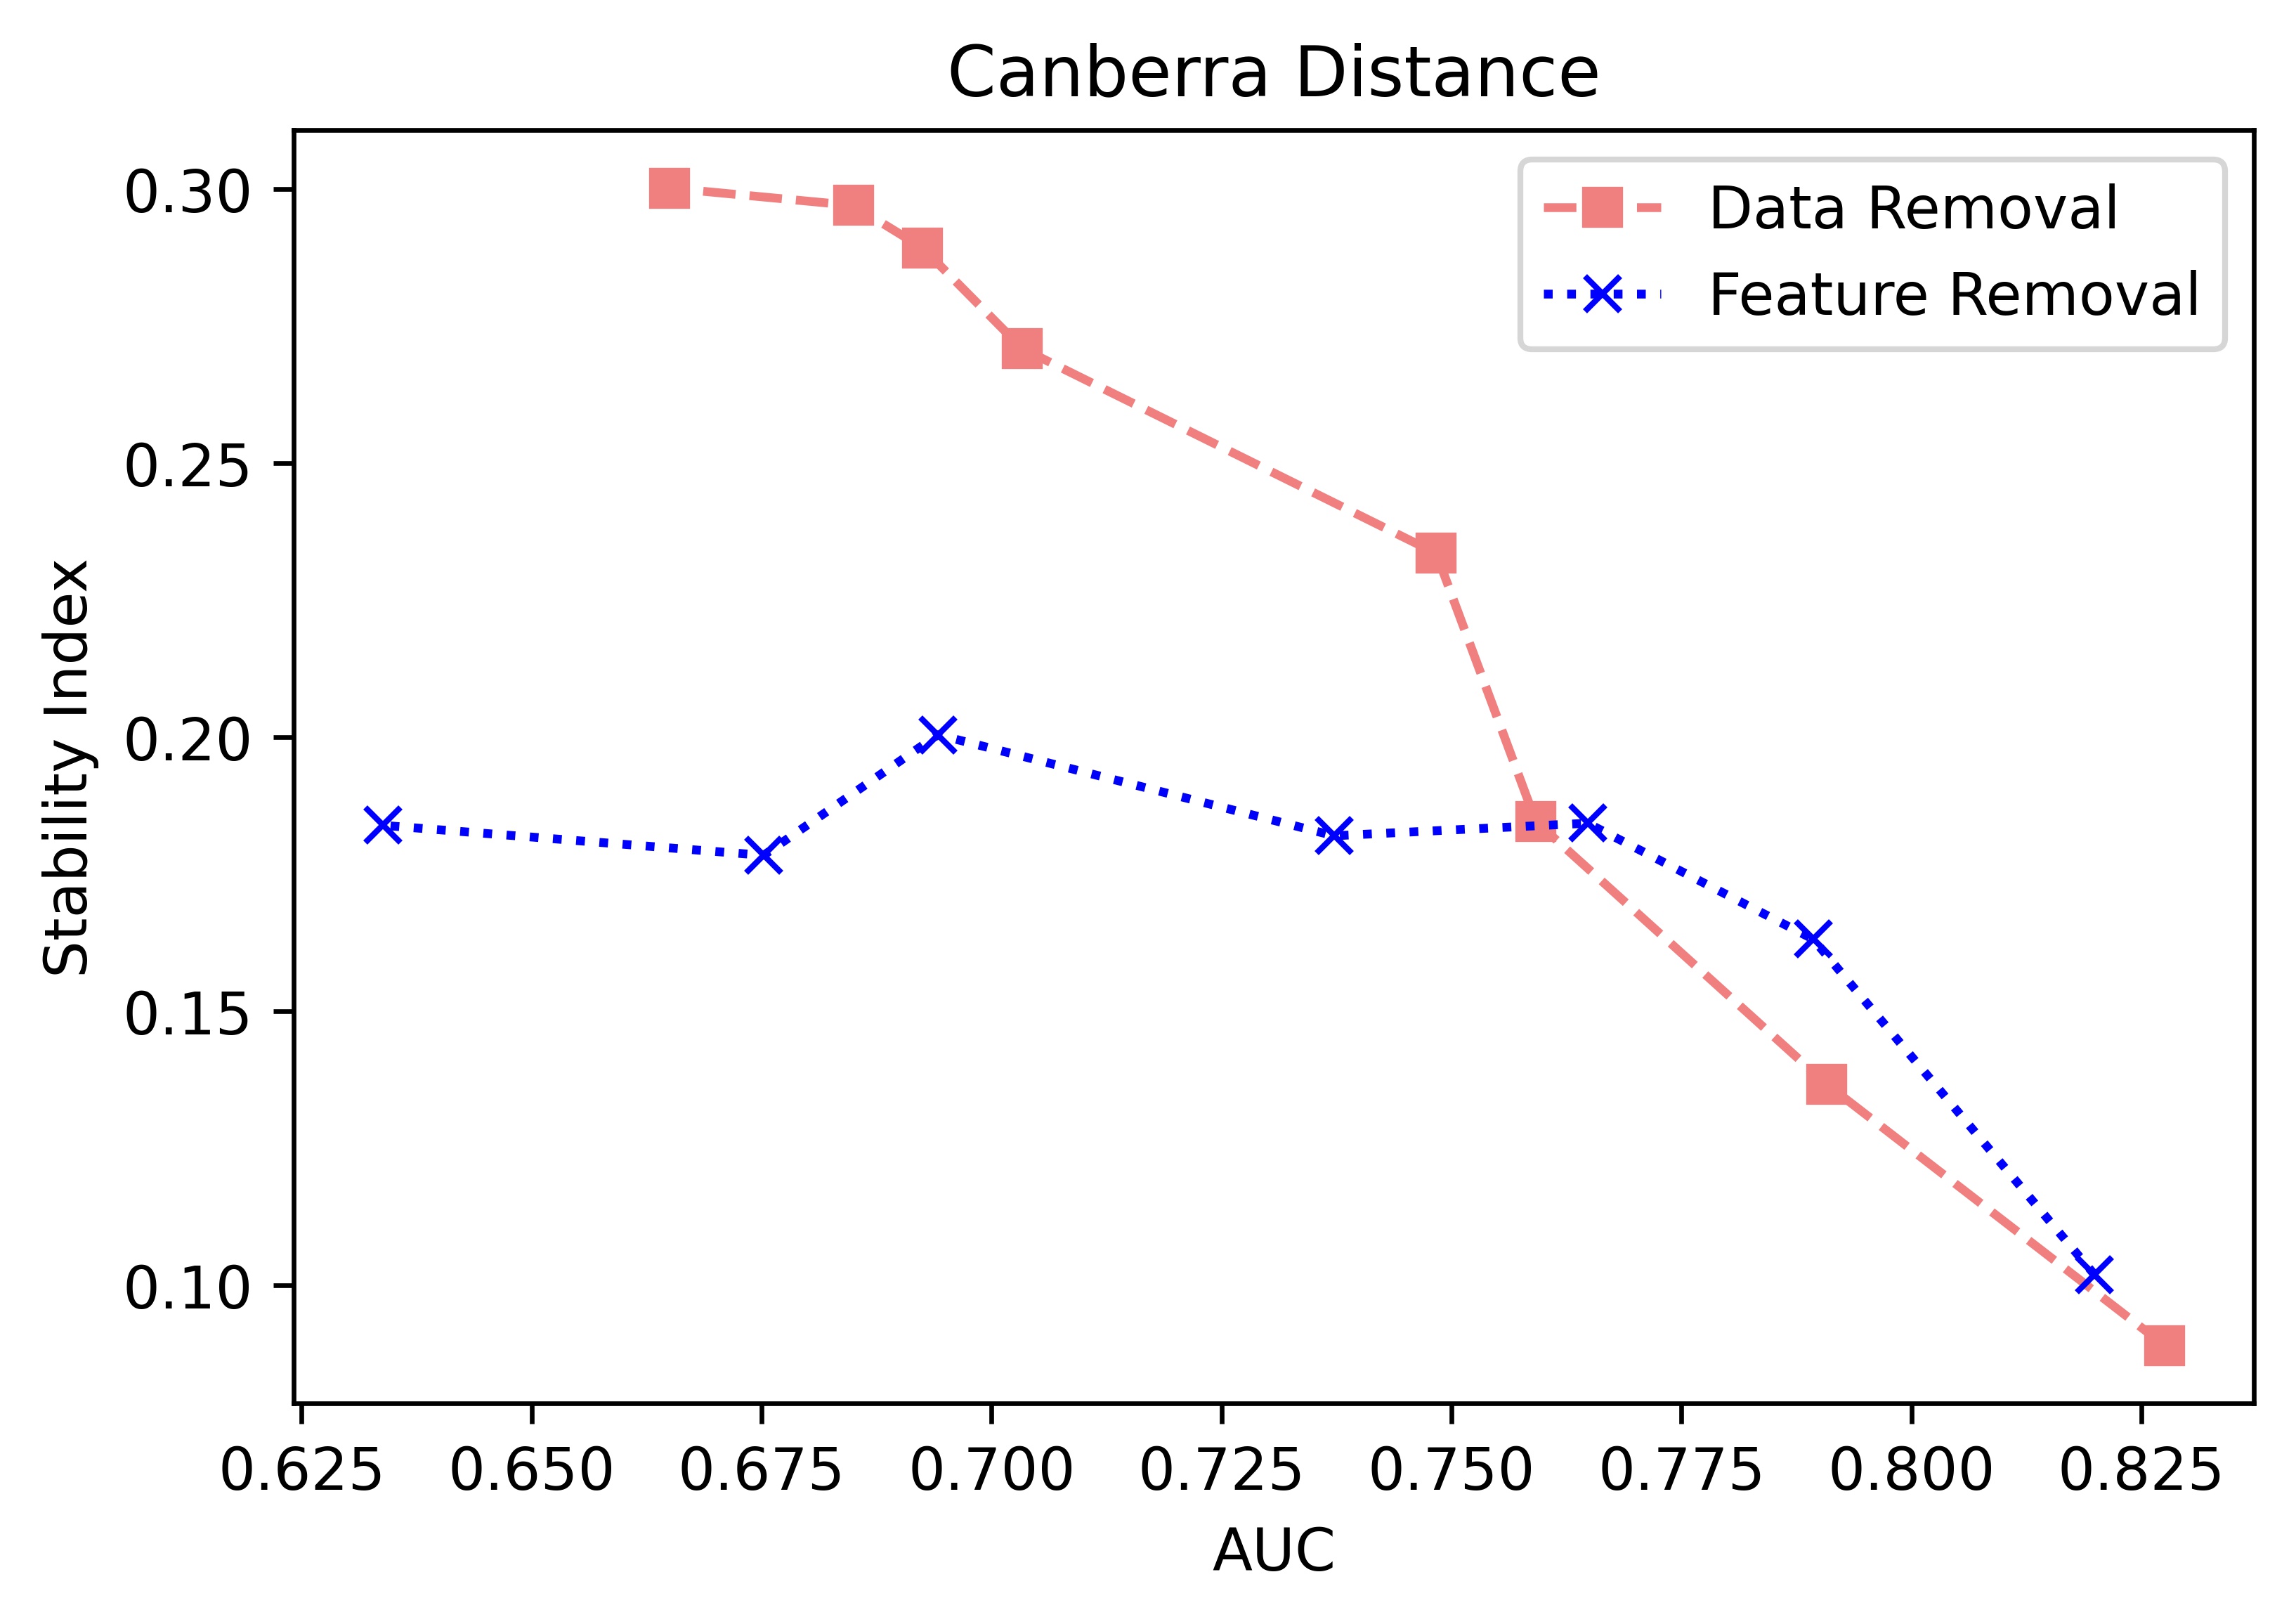 Canberra Distance
Data Removal
Feature Removal
Stability Index
0.30
0.25
0.20
0.15
0.10
0.625 0.650 0.675 0.700 0.725 0.750 0.775 0.800 0.825
AUC